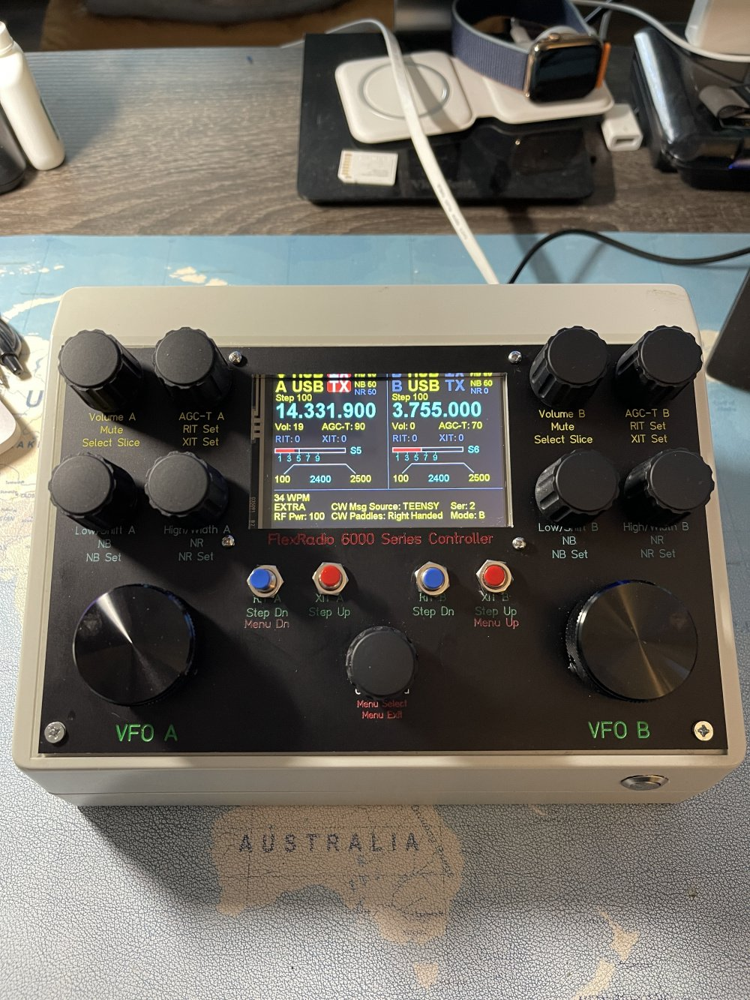 A USB TX NB 50
NR 50
Step 100
14.331.900
Vol: 19 AGC-T: 90
RIT: 0 XIT: 0
1 3 5 7 9 S5
100 2400 2500
B USB TX NB 50
NR 0
Step 100
3.755.000
Vol: 0 AGC-T: 70
RIT: 0 XIT: 0
1 3 5 7 9 S6
100 2400 2500
34 WPM
EXTRA CW Msg Source: TEENSY Ser: 2
RF Pwr: 100 CW Paddles: Right Handed Mode: B
FlexRadio 6000 Series Controller
Volume A
Mute
Select Slice
AGC-T A
RIT Set
XIT Set
Volume B
Mute
Select Slice
AGC-T B
RIT Set
XIT Set
Low/Shift A
NB
NB Set
High/Width A
NR
NR Set
Low/Shift B
NB
NB Set
High/Width B
NR
NR Set
RIT A
Step Dn
Menu Dn
XIT A
Step Up
RIT B
Step Dn
XIT B
Step Up
Menu Up
Menu Select
Menu Exit
VFO A
VFO B
AUSTRALIA